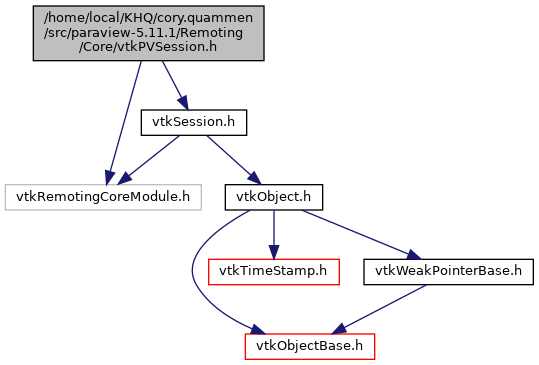 /home/local/KHQ/cory.quammen
/src/paraview-5.11.1/Remoting
/Core/vtkPVSession.h
vtkSession.h
vtkRemotingCoreModule.h
vtkObject.h
vtkTimeStamp.h
vtkWeakPointerBase.h
vtkObjectBase.h